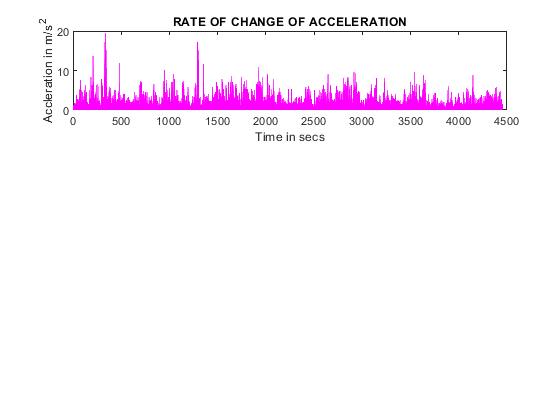 RATE OF CHANGE OF ACCELERATION
Accleration in m/s2
20
10
0
0 500 1000 1500 2000 2500 3000 3500 4000 4500
Time in secs